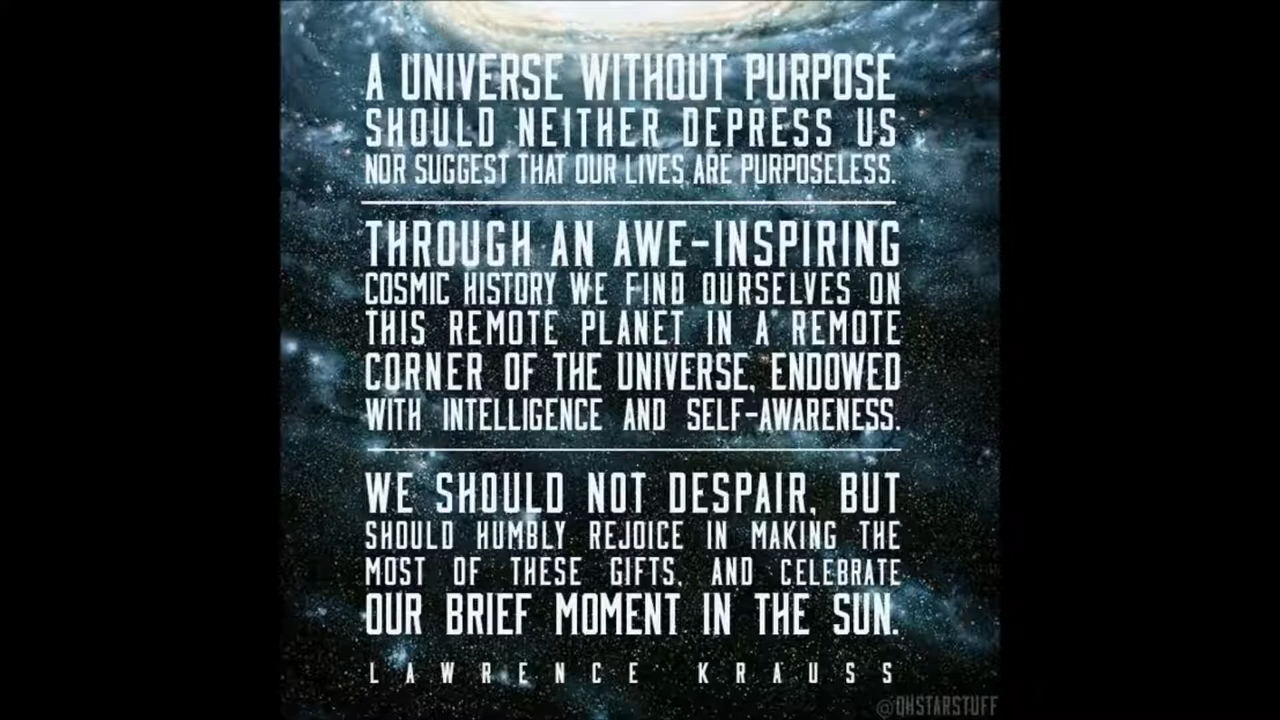 A UNIVERSE WITHOUT PURPOSE
SHOULD NEITHER DEPRESS US
NOR SUGGEST THAT OUR LIVES ARE PURPOSELESS.
THROUGH AN AWE-INSPIRING
COSMIC HISTORY WE FIND OURSELVES ON
THIS REMOTE PLANET IN A REMOTE
CORNER OF THE UNIVERSE, ENDOWED
WITH INTELLIGENCE AND SELF-AWARENESS.
WE SHOULD NOT DESPAIR, BUT
SHOULD HUMBLY REJOICE IN MAKING THE
MOST OF THESE GIFTS, AND CELEBRATE
OUR BRIEF MOMENT IN THE SUN.
LAWRENCE KRAUSS
@OHSTARSTUFF